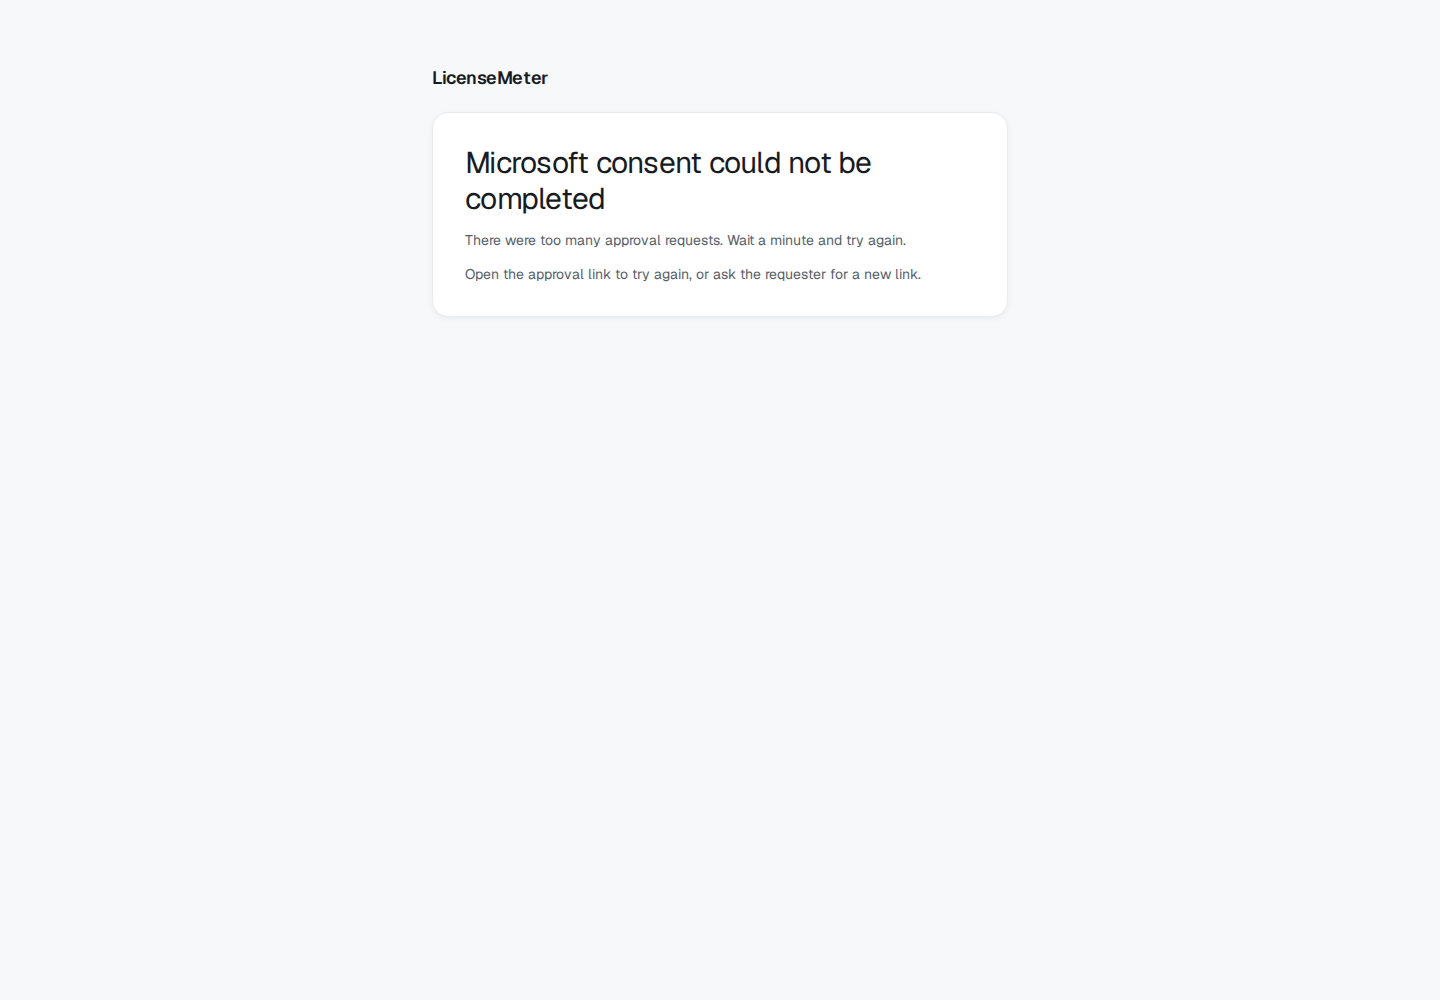 LicenseMeter
Microsoft consent could not be
completed
There were too many approval requests. Wait a minute and try again.
Open the approval link to try again, or ask the requester for a new link.